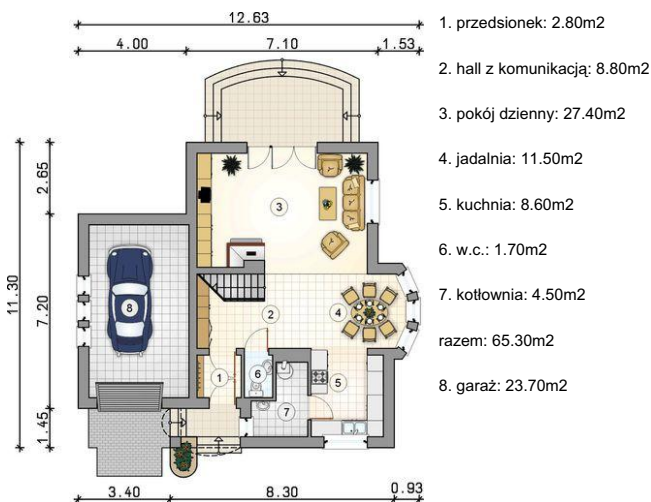 12.63
4.00 7.10 1.53
1. przedsionek: 2.80m2
2. hall z komunikacją: 8.80m2
3. pokój dzienny: 27.40m2
4. jadalnia: 11.50m2
5. kuchnia: 8.60m2
6. w.c.: 1.70m2
7. kotłownia: 4.50m2
razem: 65.30m2
8. garaż: 23.70m2
11.30
2.65
7.20
1.45
3
8
2
4
1
6
5
7
3.40 8.30 0.93